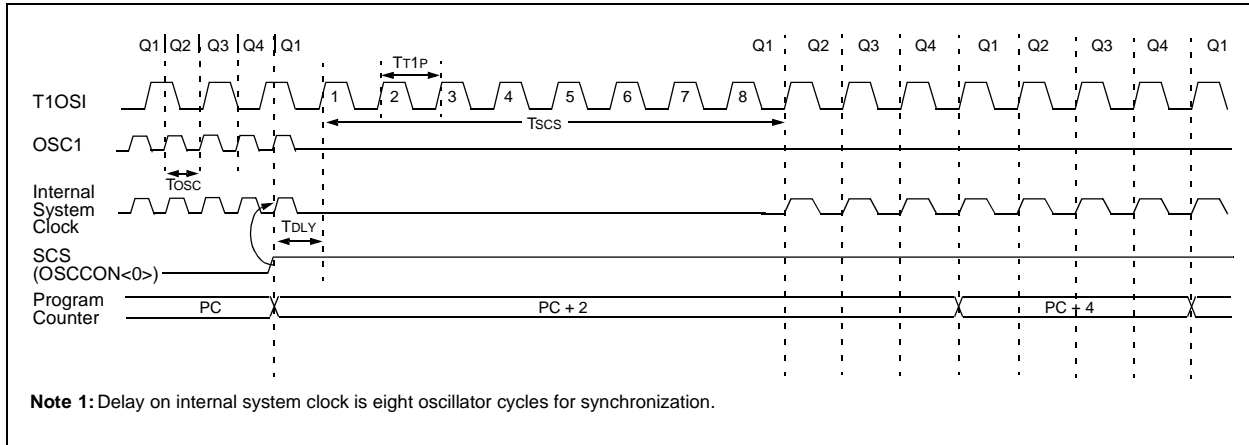 Q1 Q2 Q3 Q4 Q1 Q1 Q2 Q3 Q4 Q1 Q2 Q3 Q4 Q1
TT1P
T1OSI 1 2 3 4 5 6 7 8
TSCS
OSC1
TOSC
Internal
System
Clock
TDLY
SCS
(OSCCON<0>)
Program
Counter
PC PC + 2 PC + 4
Note 1: Delay on internal system clock is eight oscillator cycles for synchronization.